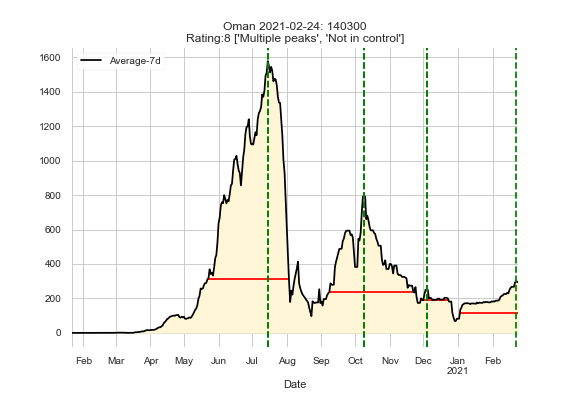 Oman 2021-02-24: 140300
Rating:8 ['Multiple peaks', 'Not in control']
Average-7d
1600
1400
1200
1000
800
600
400
200
0
Feb Mar Apr May Jun Jul Aug Sep Oct Nov Dec Jan Feb
2021
Date